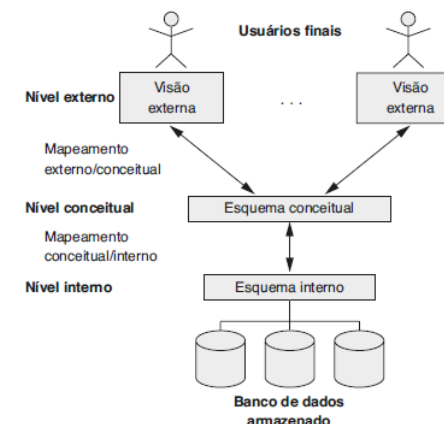 Usuários finais
Nível externo
Visão
externa
. . .
Visão
externa
Mapeamento
externo/conceitual
Nível conceitual
Esquema conceitual
Mapeamento
conceitual/interno
Nível interno
Esquema interno
Banco de dados
armazenado